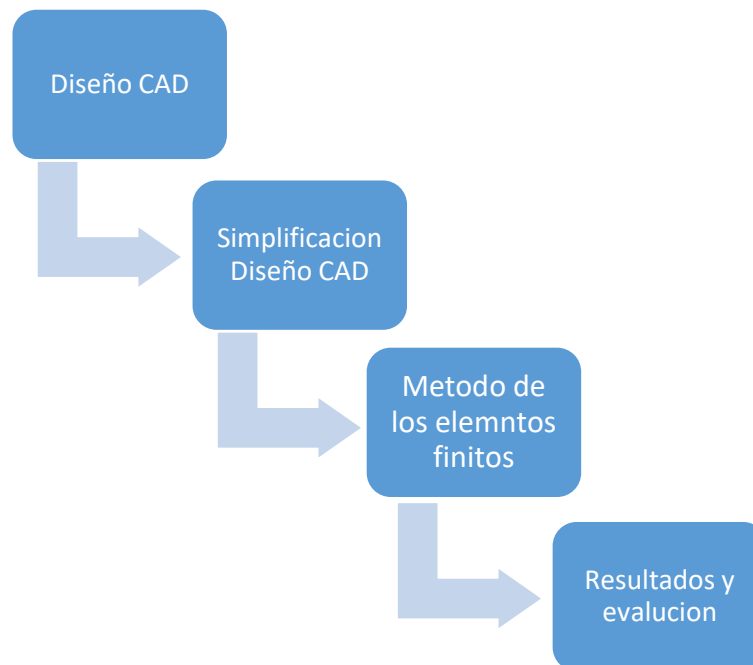 Diseño CAD
Simplificacion
Diseño CAD
Metodo de
los elemntos
finitos
Resultados y
evalucion